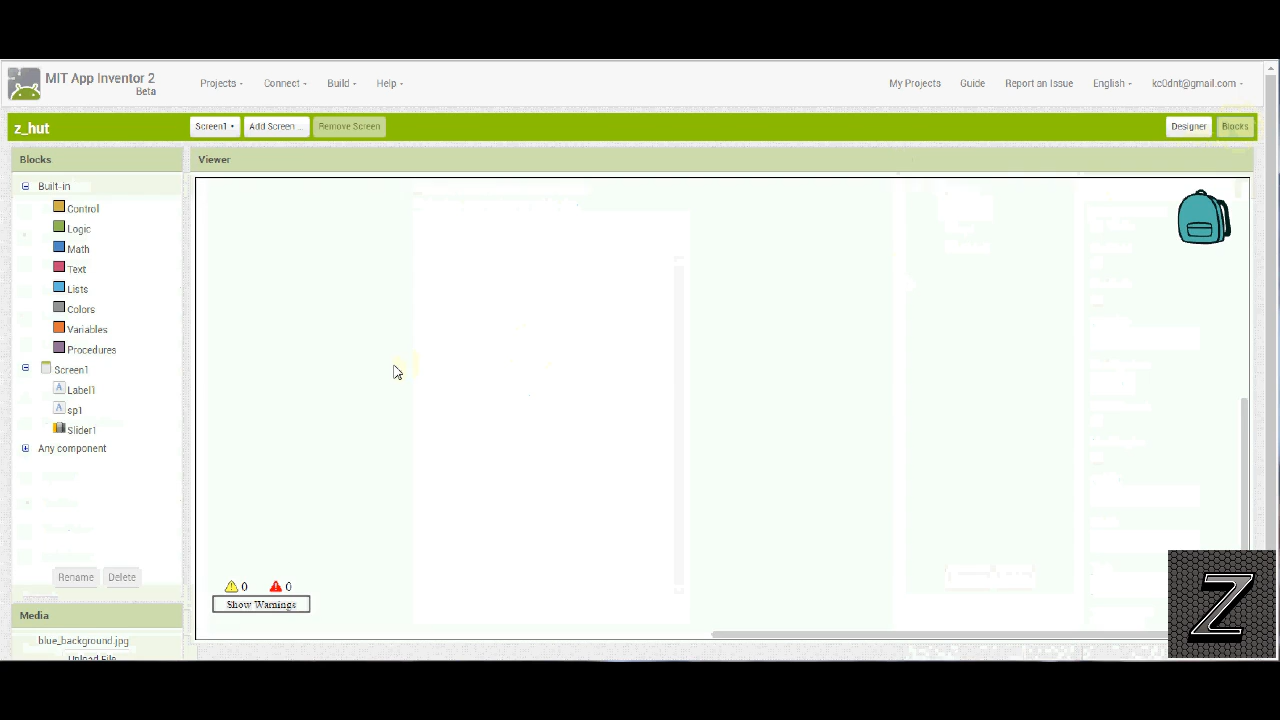 MIT App Inventor 2
Beta
Projects Connect Build Help My Projects Guide Report an Issue English kc0dnt@gmail.com
z_hut Screen1 Add Screen ... Remove Screen Designer Blocks
Blocks Viewer
Built-in
Control
Logic
Math
Text
Lists
Colors
Variables
Procedures
Screen1
Label1
sp1
Slider1
Any component
0 0
Show Warnings
Rename Delete
Media
blue_background.jpg
Upload File
Z